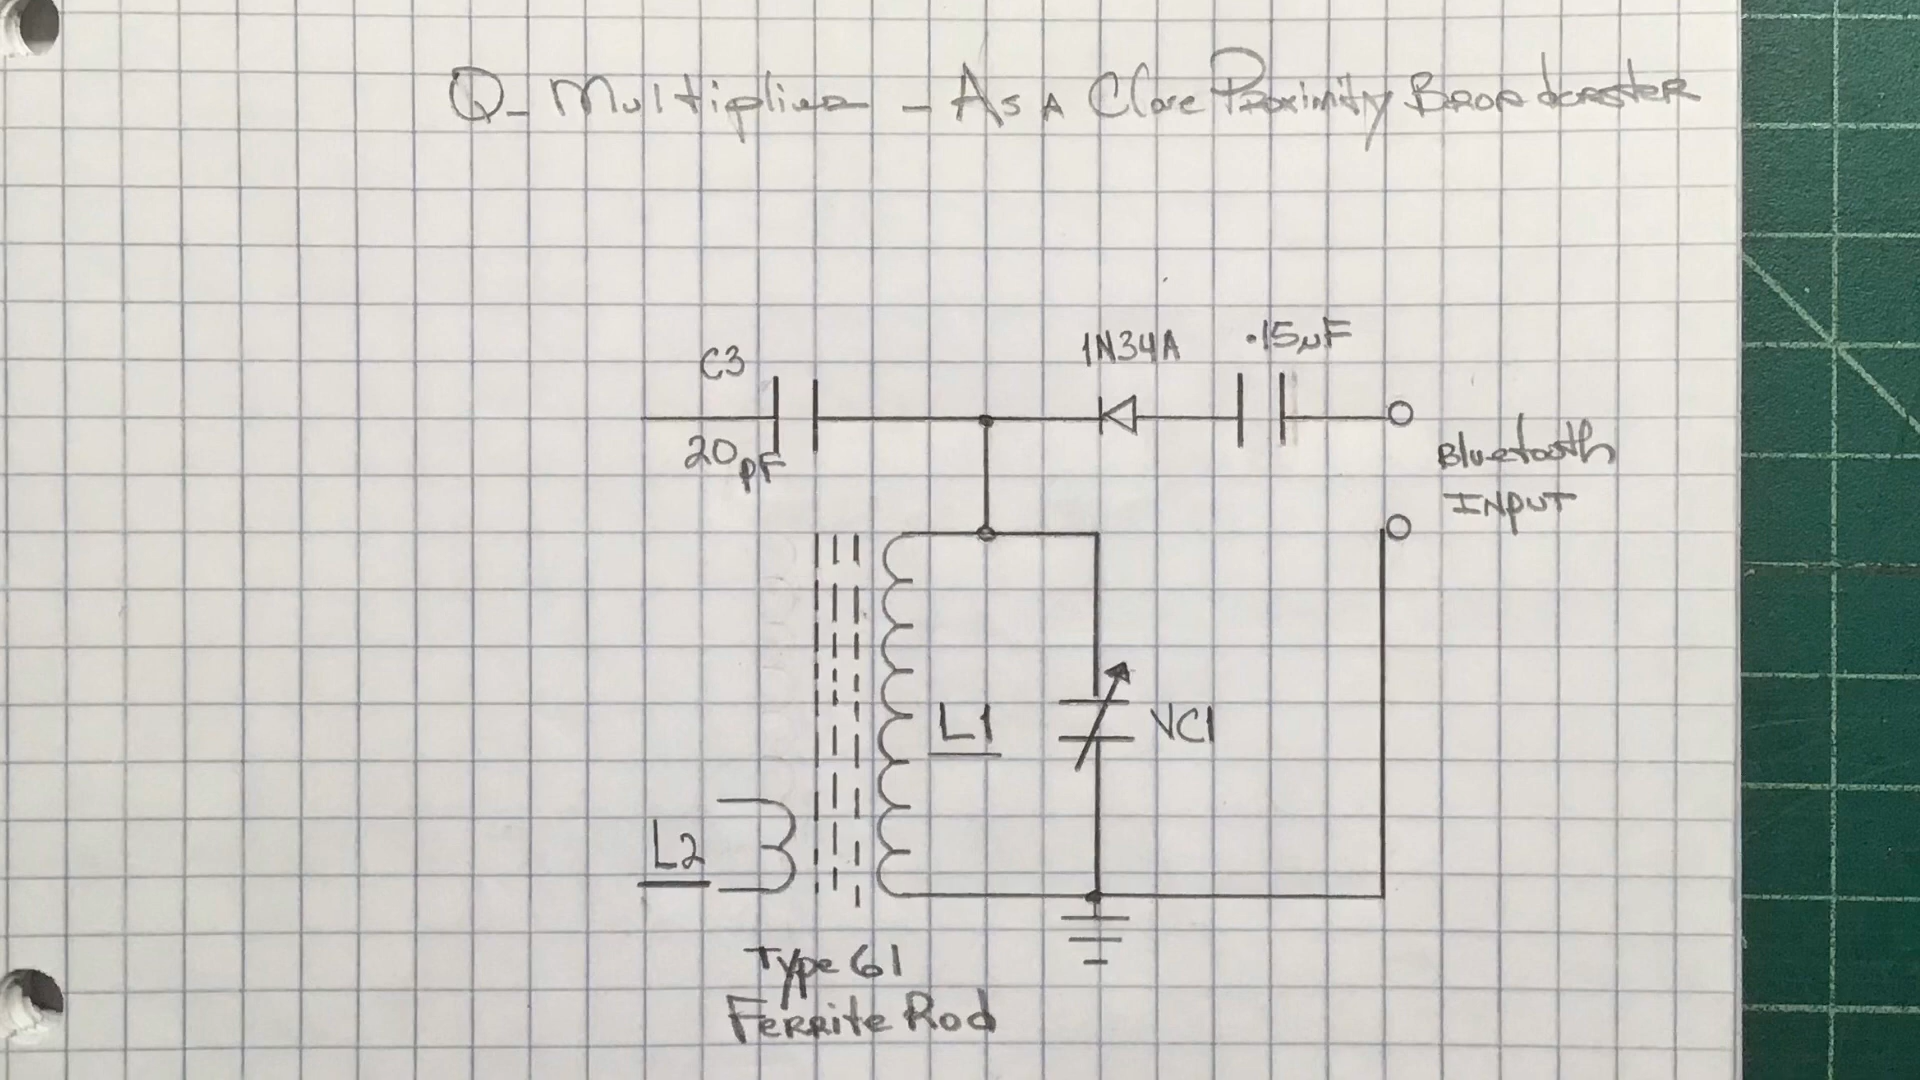 Q-Multiplier - As A Close Proximity Broadcaster
C3
20pF
1N34A
.15uF
Bluetooth
INPUT
L1
VC1
L2
Type 61
Ferrite Rod